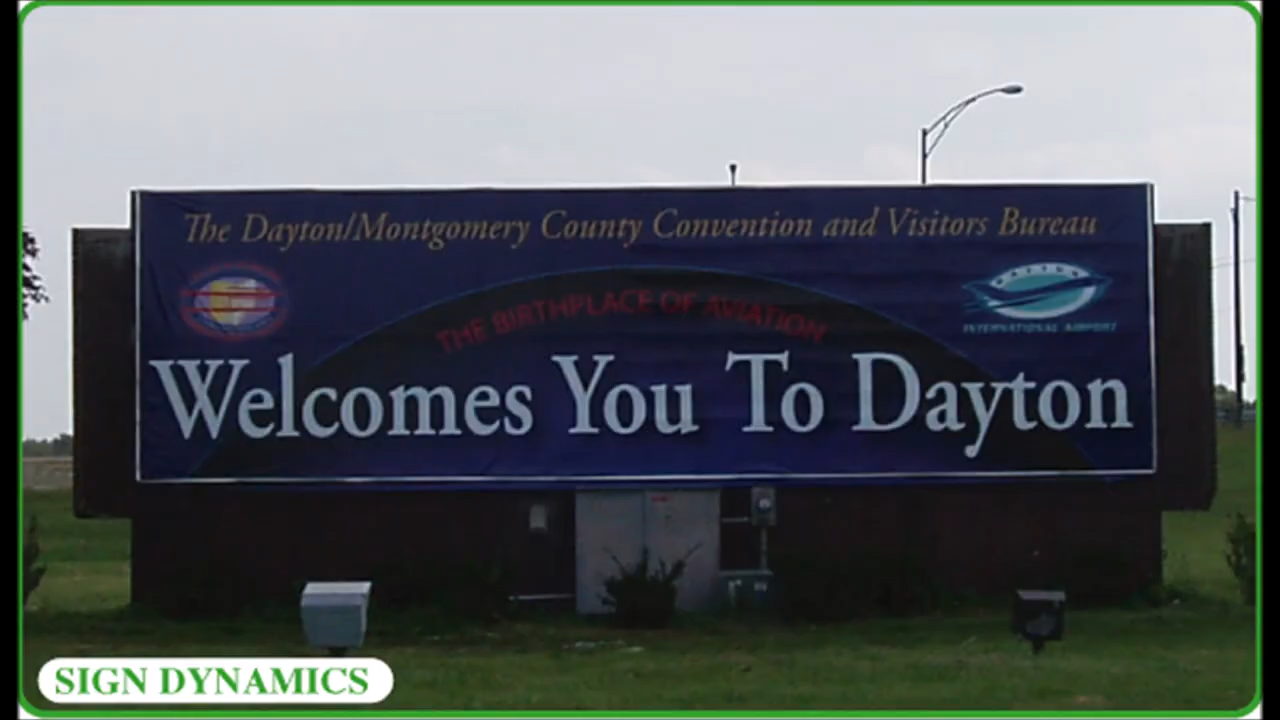 The Dayton/Montgomery County Convention and Visitors Bureau
THE BIRTHPLACE OF AVIATION
DAYTON
INTERNATIONAL AIRPORT
Welcomes You To Dayton
SIGN DYNAMICS